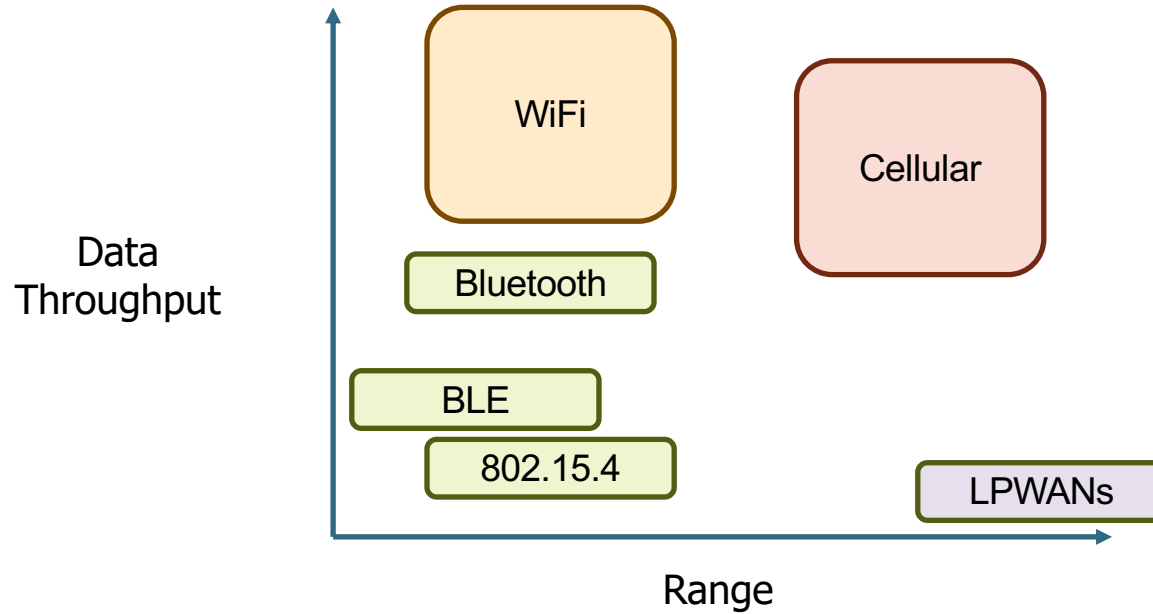 WiFi
Cellular
Data
Throughput
Bluetooth
BLE
802.15.4
LPWANs
Range